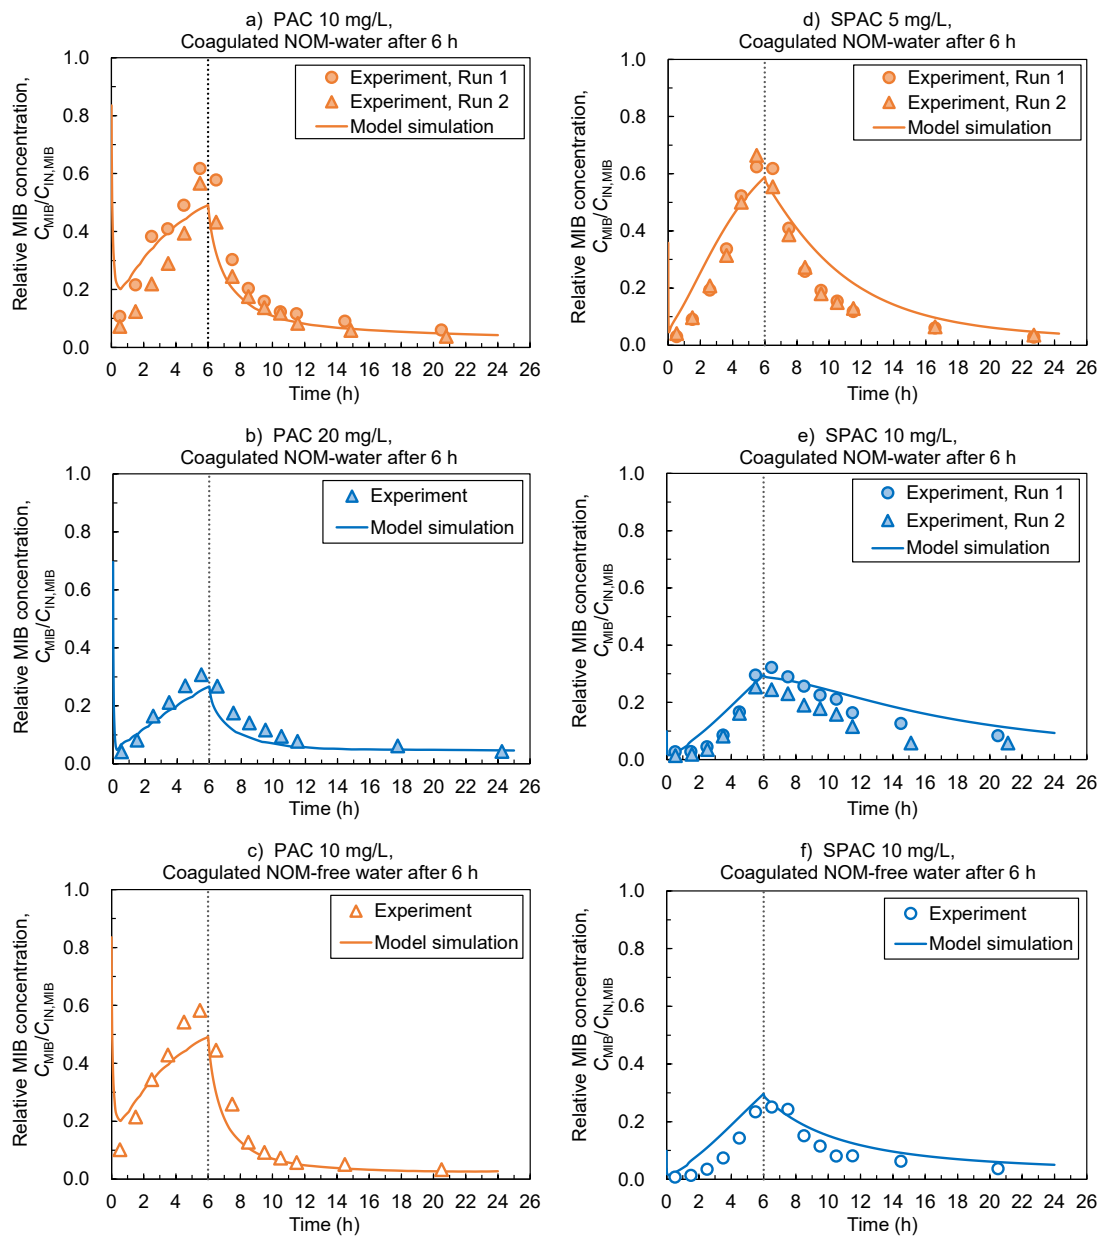 a) PAC 10 mg/L,
Coagulated NOM-water after 6 h
Relative MIB concentration,
C_MIB/C_IN,MIB
1.0
0.8
0.6
0.4
0.2
0.0
Experiment, Run 1
Experiment, Run 2
Model simulation
0 2 4 6 8 10 12 14 16 18 20 22 24 26
Time (h)
d) SPAC 5 mg/L,
Coagulated NOM-water after 6 h
Relative MIB concentration,
C_MIB/C_IN,MIB
1.0
0.8
0.6
0.4
0.2
0.0
Experiment, Run 1
Experiment, Run 2
Model simulation
0 2 4 6 8 10 12 14 16 18 20 22 24 26
Time (h)
b) PAC 20 mg/L,
Coagulated NOM-water after 6 h
Relative MIB concentration,
C_MIB/C_IN,MIB
1.0
0.8
0.6
0.4
0.2
0.0
Experiment
Model simulation
0 2 4 6 8 10 12 14 16 18 20 22 24 26
Time (h)
e) SPAC 10 mg/L,
Coagulated NOM-water after 6 h
Relative MIB concentration,
C_MIB/C_IN,MIB
1.0
0.8
0.6
0.4
0.2
0.0
Experiment, Run 1
Experiment, Run 2
Model simulation
0 2 4 6 8 10 12 14 16 18 20 22 24 26
Time (h)
c) PAC 10 mg/L,
Coagulated NOM-free water after 6 h
Relative MIB concentration,
C_MIB/C_IN,MIB
1.0
0.8
0.6
0.4
0.2
0.0
Experiment
Model simulation
0 2 4 6 8 10 12 14 16 18 20 22 24 26
Time (h)
f) SPAC 10 mg/L,
Coagulated NOM-free water after 6 h
Relative MIB concentration,
C_MIB/C_IN,MIB
1.0
0.8
0.6
0.4
0.2
0.0
Experiment
Model simulation
0 2 4 6 8 10 12 14 16 18 20 22 24 26
Time (h)